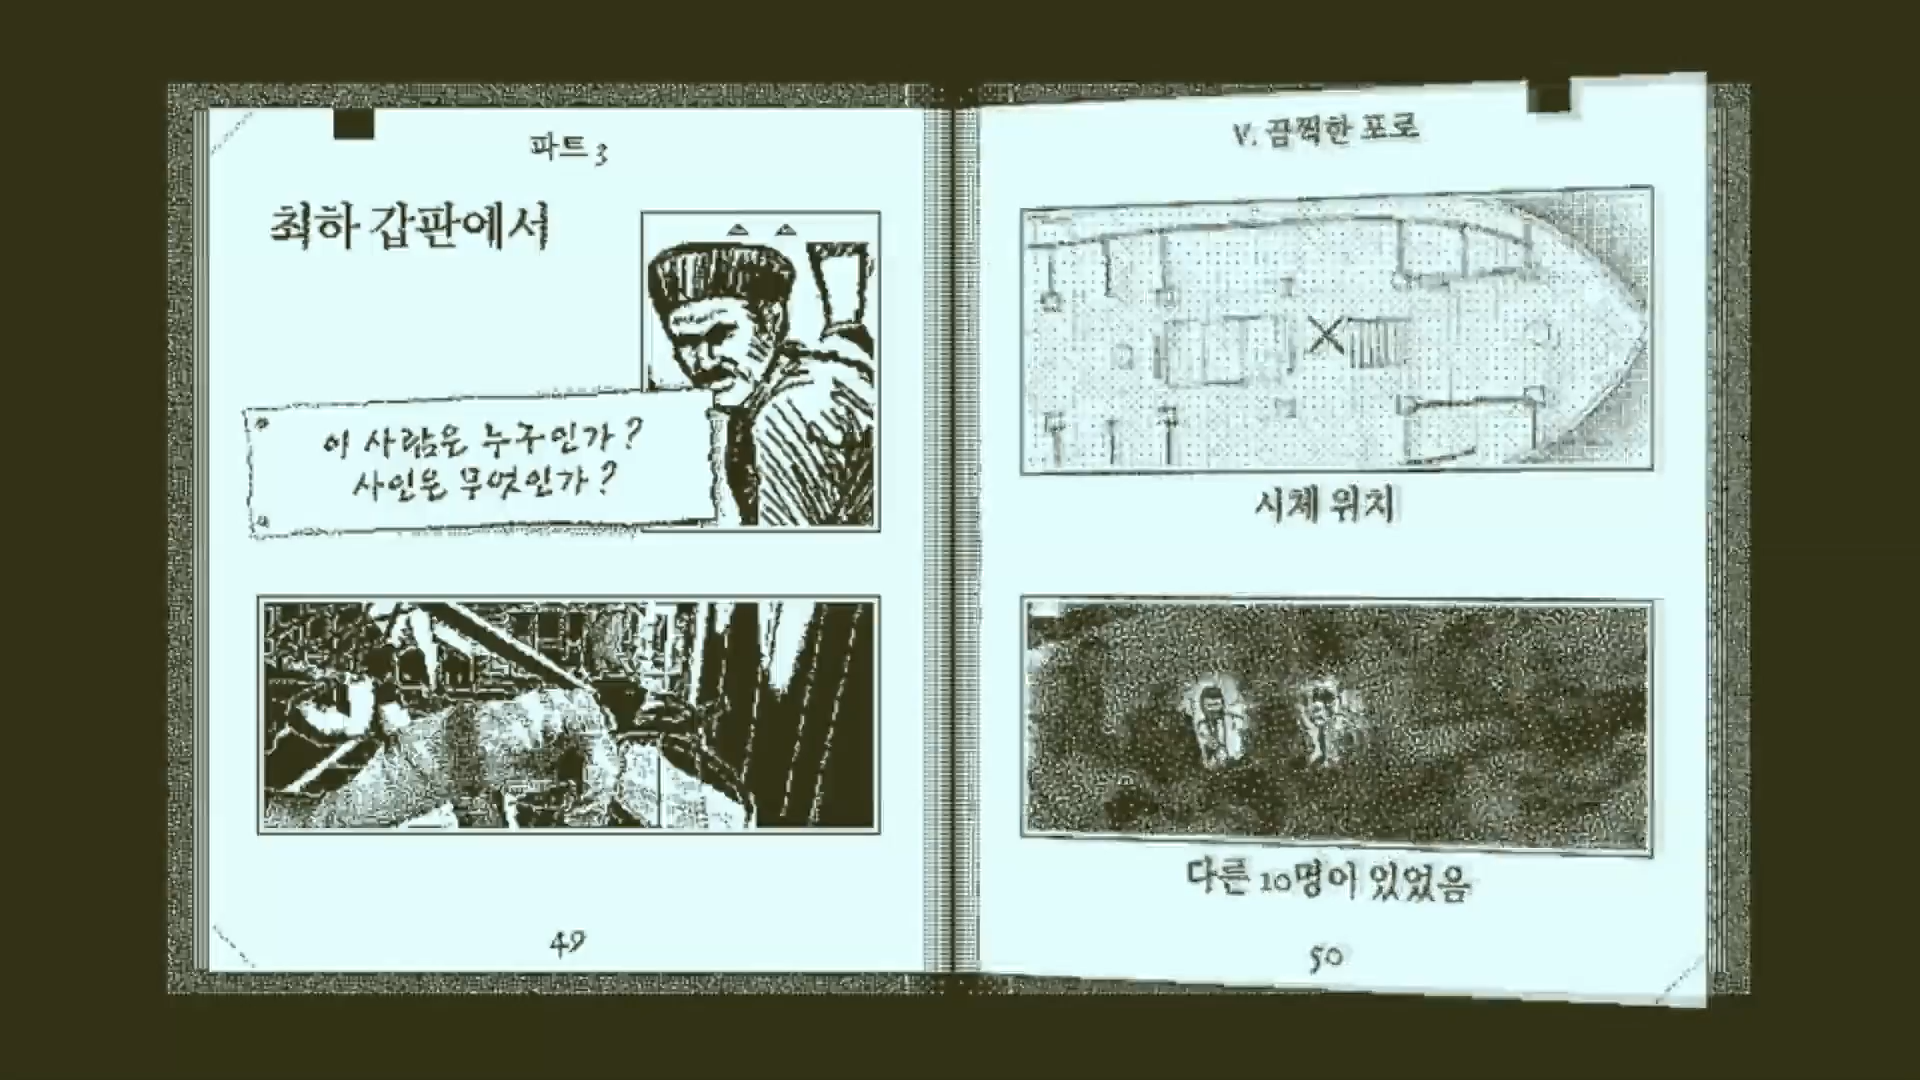 파트 3
최하 갑판에서
이 사람은 누구인가?
사인은 무엇인가?
49
V. 끔찍한 포로
시체 위치
다른 10명이 있었음
50